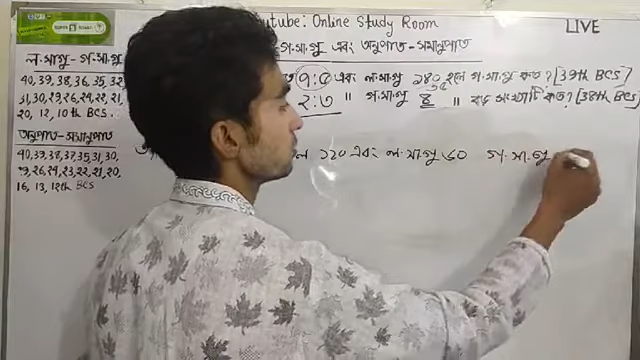 Youtube: Online Study Room
LIVE
ল.সা.গু - গ.সা.গু
গ.সা.গু এবং অনুপাত-সমানুপাত
40, 39, 38, 36, 35, 32,
31, 30, 29, 26, 24, 22, 21,
20, 12, 10th BCS
৭:৫ এবং ল.সা.গু ১৪০ হলে গ.সা.গু কত? [39th BCS]
২:৩ " গ.সা.গু ৪ " বড় সংখ্যাটি কত? [38th BCS]
অনুপাত-সমানুপাত
40, 39, 38, 37, 35, 31, 30,
29, 26, 24, 23, 22, 21, 20,
16, 13, 12th BCS
১২০ এবং ল.সা.গু ৬০ গ.সা.গু